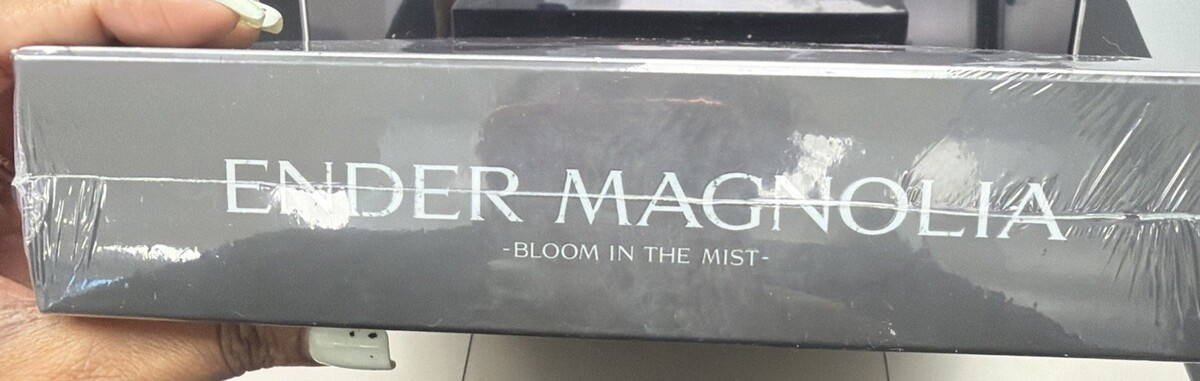 ENDER MAGNOLIA
-BLOOM IN THE MIST-